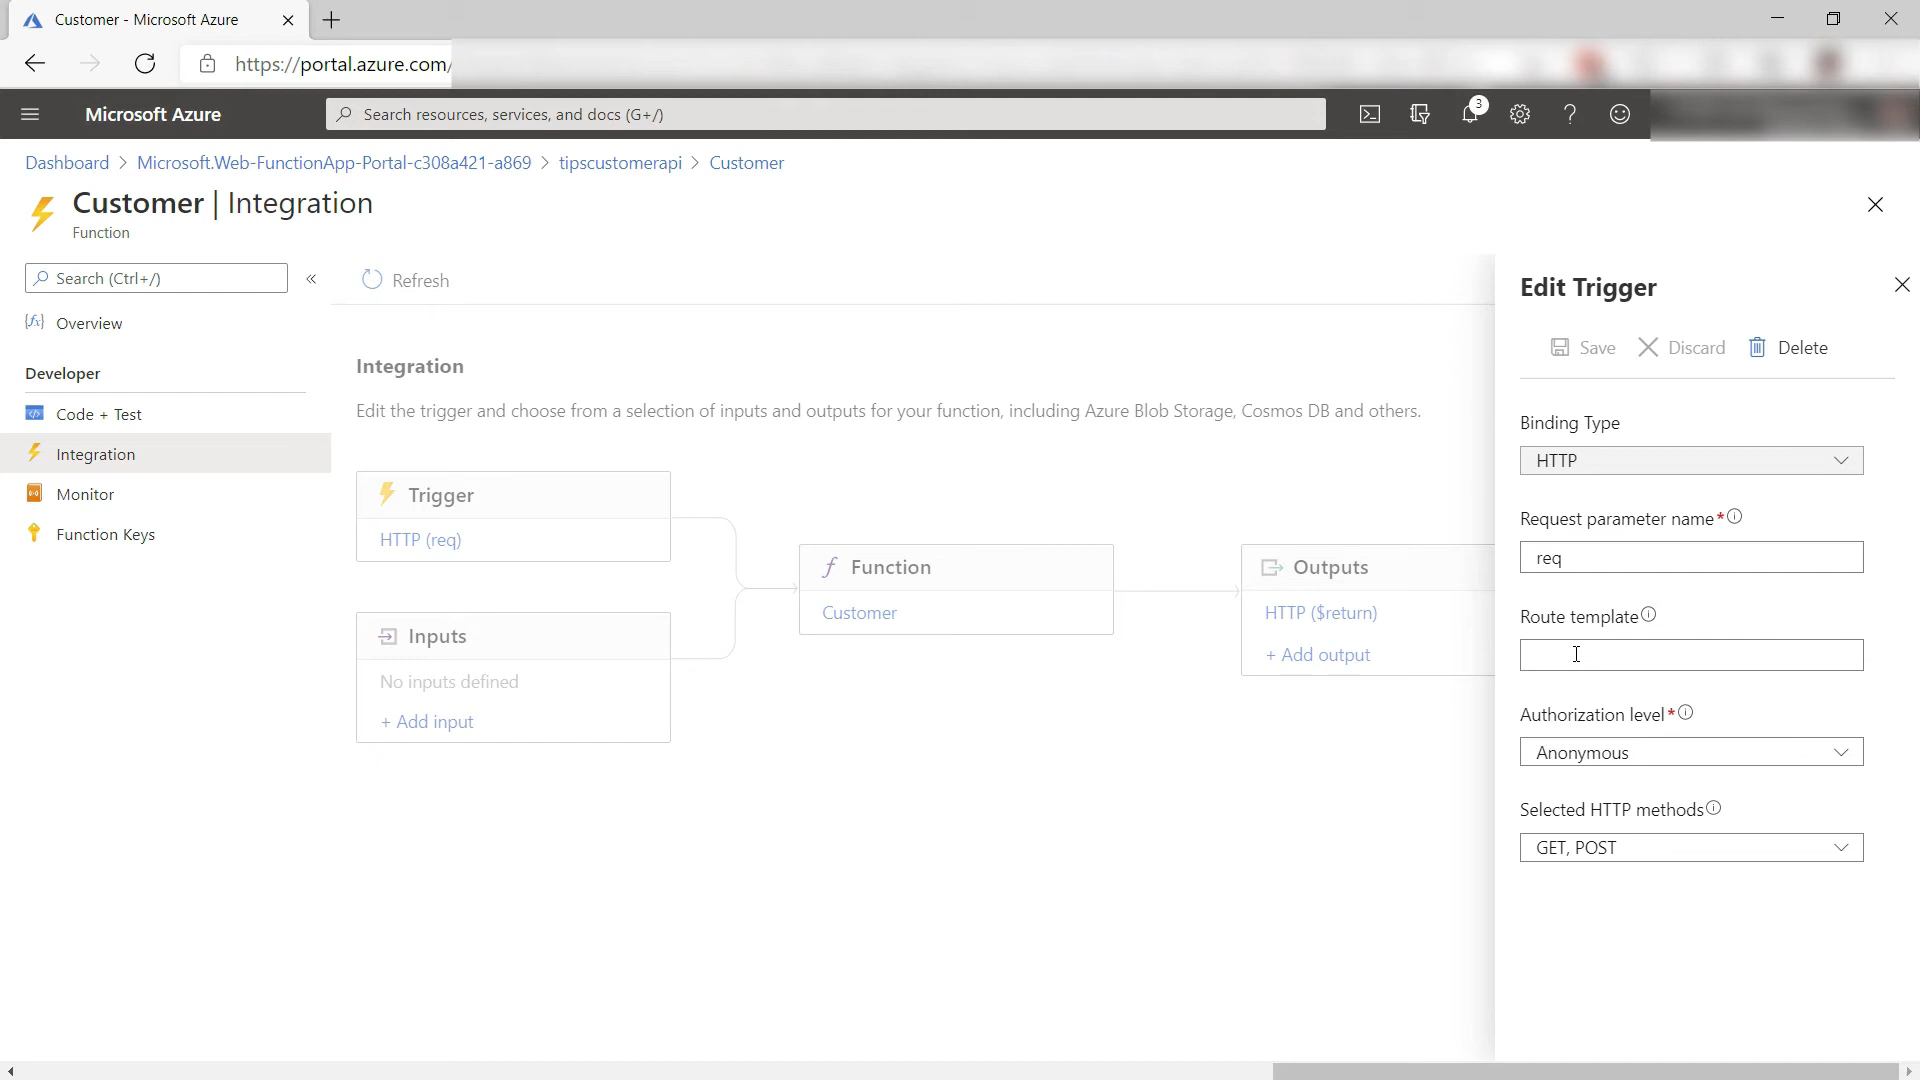 Customer - Microsoft Azure
https://portal.azure.com/
Microsoft Azure
Search resources, services, and docs (G+/)
3
Dashboard > Microsoft.Web-FunctionApp-Portal-c308a421-a869 > tipscustomerapi > Customer
Customer | Integration
Function
Search (Ctrl+/)
«
Refresh
Overview
Developer
Code + Test
Integration
Monitor
Function Keys
Integration
Edit the trigger and choose from a selection of inputs and outputs for your function, including Azure Blob Storage, Cosmos DB and others.
Trigger
HTTP (req)
Inputs
No inputs defined
+ Add input
Function
Customer
Outputs
HTTP ($return)
+ Add output
Edit Trigger
Save Discard Delete
Binding Type
HTTP
Request parameter name*
req
Route template
Authorization level*
Anonymous
Selected HTTP methods
GET, POST